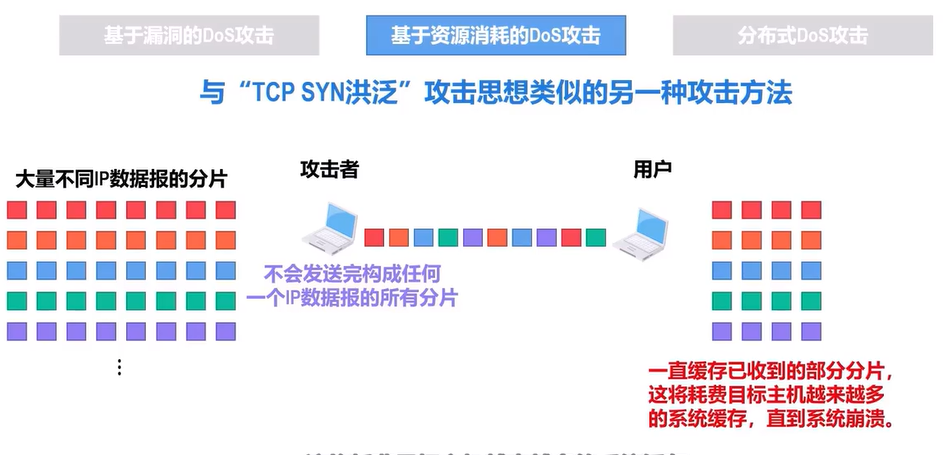 基于漏洞的DoS攻击
基于资源消耗的DoS攻击
分布式DoS攻击
与“TCP SYN洪泛”攻击思想类似的另一种攻击方法
大量不同IP数据报的分片
攻击者
用户
不会发送完构成任何
一个IP数据报的所有分片
⋮
一直缓存已收到的部分分片，
这将耗费目标主机越来越多
的系统缓存，直到系统崩溃。